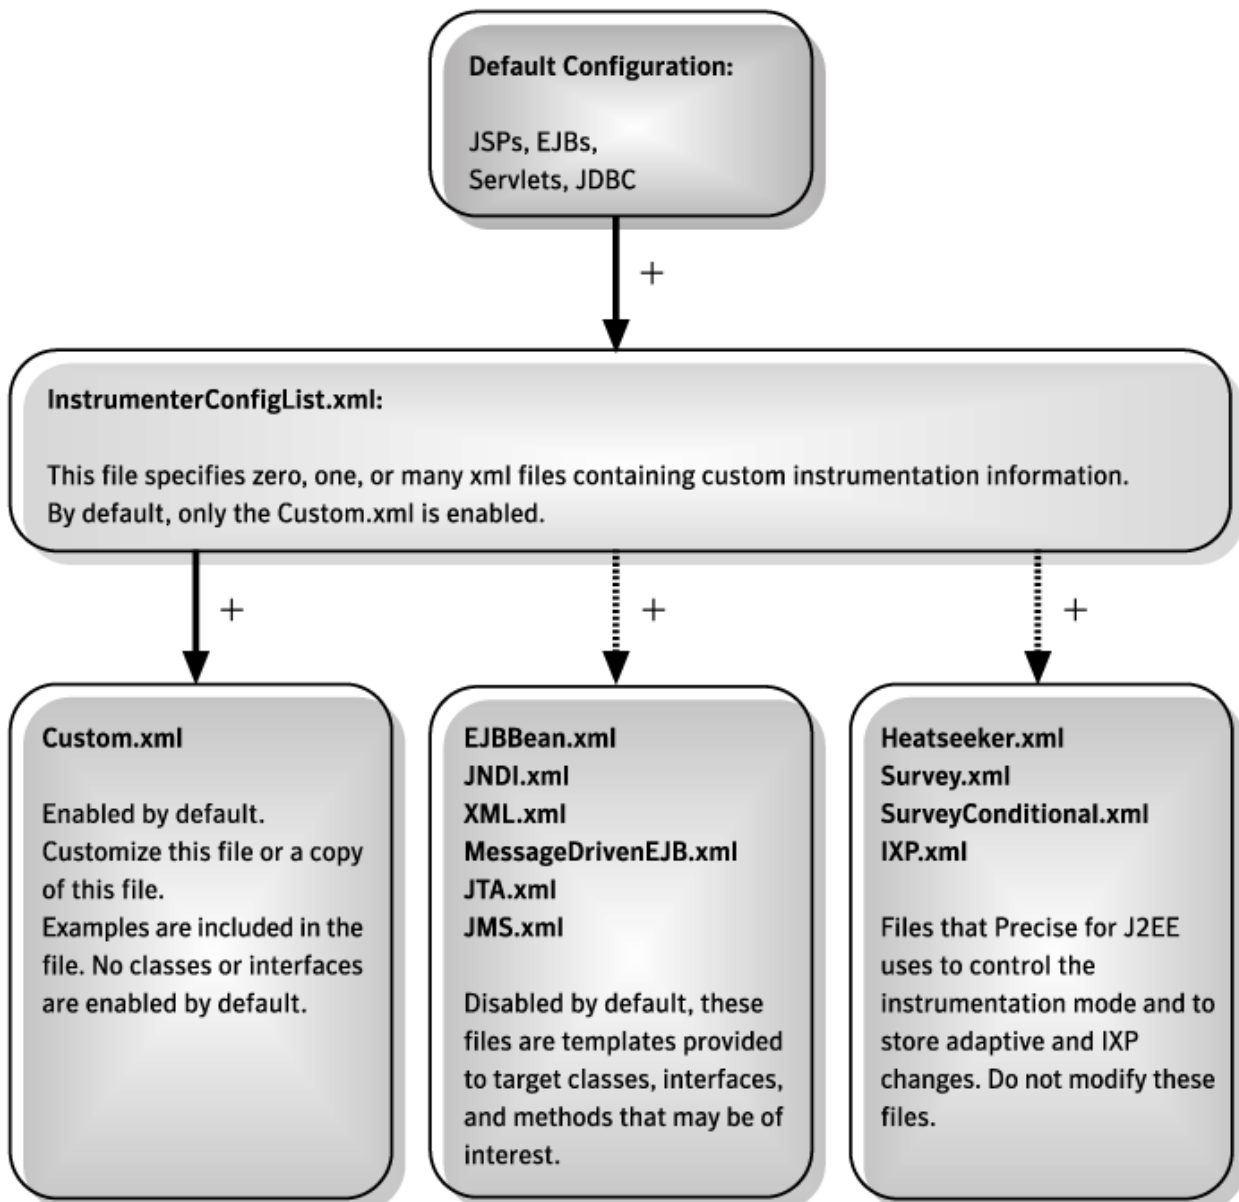 Default Configuration:
JSPs, EJBs,
Servlets, JDBC
+
InstrumenterConfigList.xml:
This file specifies zero, one, or many xml files containing custom instrumentation information.
By default, only the Custom.xml is enabled.
+
+
+
Custom.xml
Enabled by default.
Customize this file or a copy
of this file.
Examples are included in the
file. No classes or interfaces
are enabled by default.
EJBBean.xml
JNDI.xml
XML.xml
MessageDrivenEJB.xml
JTA.xml
JMS.xml
Disabled by default, these
files are templates provided
to target classes, interfaces,
and methods that may be of
interest.
Heatseeker.xml
Survey.xml
SurveyConditional.xml
IXP.xml
Files that Precise for J2EE
uses to control the
instrumentation mode and to
store adaptive and IXP
changes. Do not modify these
files.